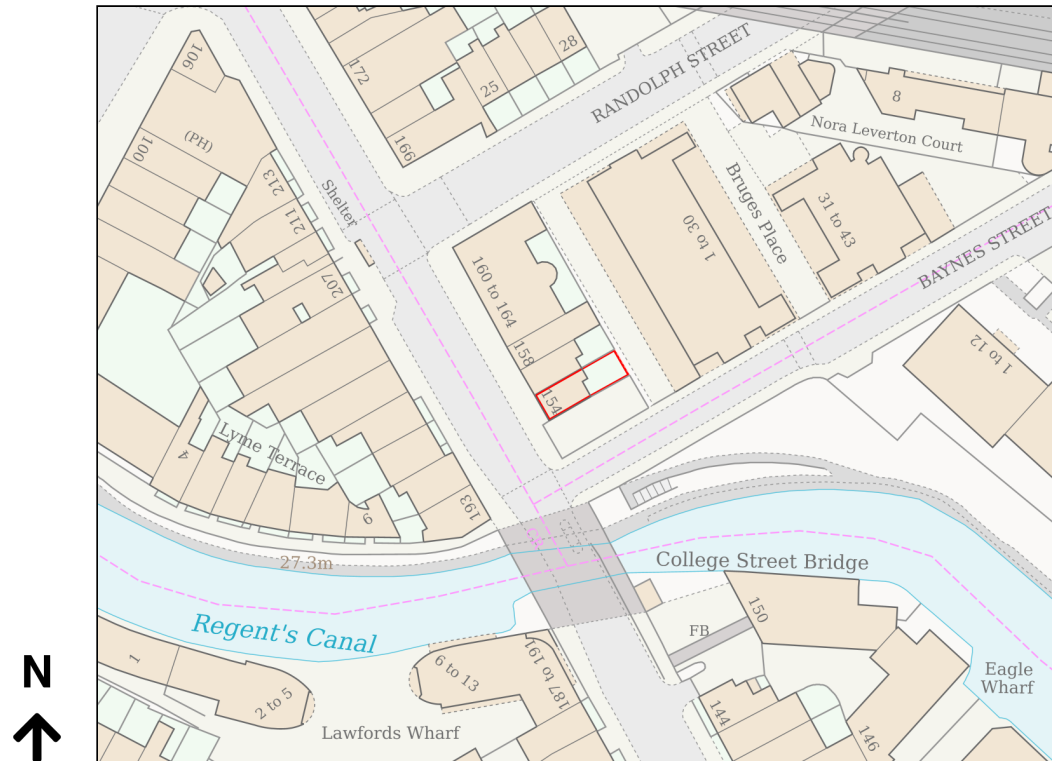 106
172
28
25
RANDOLPH STREET
8
Nora Leverton Court
(PH)
100
166
213
Shelter
211
Bruges Place
31 to 43
1 to 30
BAYNES STREET
207
160 to 164
158
1 to 12
154
Lyme Terrace
4
193
9
27.3m
College Street Bridge
Regent's Canal
150
FB
1
6 to 13
187 to 191
Eagle
Wharf
2 to 5
144
Lawfords Wharf
146
N